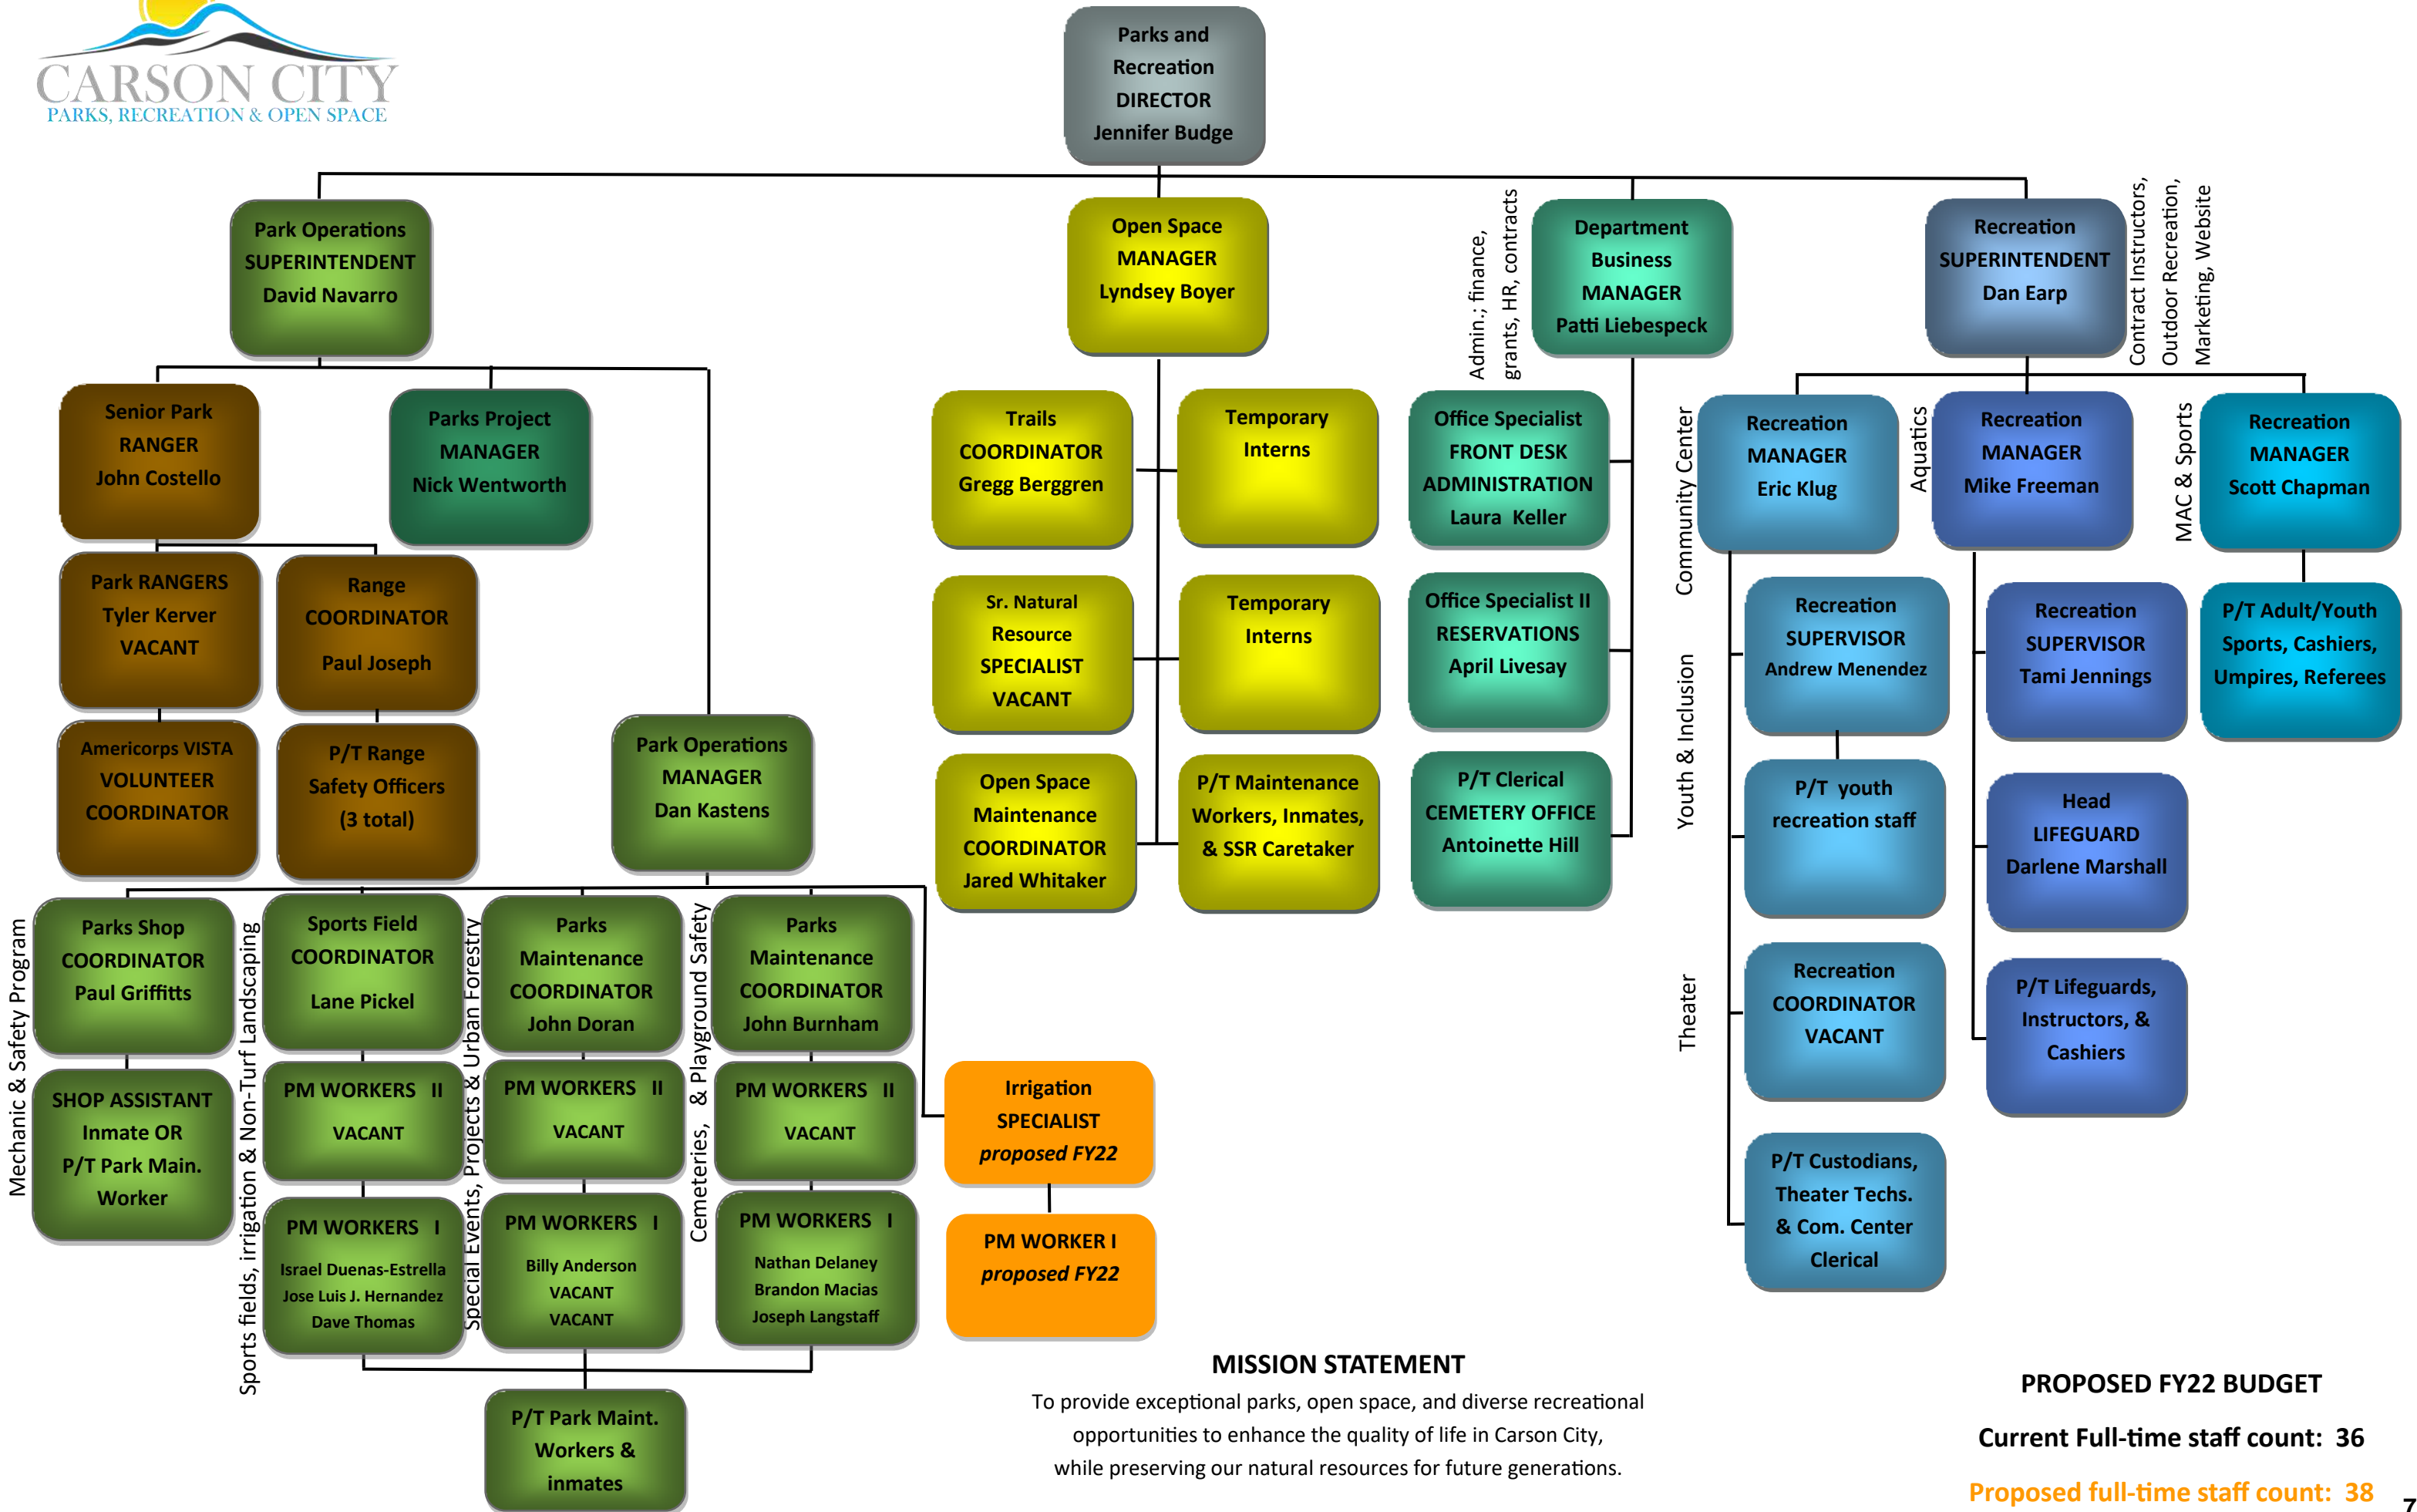 CARSON CITY
PARKS, RECREATION & OPEN SPACE
Parks and
Recreation
DIRECTOR
Jennifer Budge
Park Operations
SUPERINTENDENT
David Navarro
Open Space
MANAGER
Lyndsey Boyer
Admin.; finance,
grants, HR, contracts
Department
Business
MANAGER
Patti Liebespeck
Recreation
SUPERINTENDENT
Dan Earp
Contract Instructors,
Outdoor Recreation,
Marketing, Website
Senior Park
RANGER
John Costello
Parks Project
MANAGER
Nick Wentworth
Park RANGERS
Tyler Kerver
VACANT
Range
COORDINATOR
Paul Joseph
Americorps VISTA
VOLUNTEER
COORDINATOR
P/T Range
Safety Officers
(3 total)
Park Operations
MANAGER
Dan Kastens
Trails
COORDINATOR
Gregg Berggren
Temporary
Interns
Sr. Natural
Resource
SPECIALIST
VACANT
Temporary
Interns
Open Space
Maintenance
COORDINATOR
Jared Whitaker
P/T Maintenance
Workers, Inmates,
& SSR Caretaker
Office Specialist
FRONT DESK
ADMINISTRATION
Laura Keller
Office Specialist II
RESERVATIONS
April Livesay
P/T Clerical
CEMETERY OFFICE
Antoinette Hill
Community Center
Recreation
MANAGER
Eric Klug
Aquatics
Recreation
MANAGER
Mike Freeman
MAC & Sports
Recreation
MANAGER
Scott Chapman
Youth & Inclusion
Recreation
SUPERVISOR
Andrew Menendez
P/T youth
recreation staff
Theater
Recreation
COORDINATOR
VACANT
P/T Custodians,
Theater Techs.
& Com. Center
Clerical
Recreation
SUPERVISOR
Tami Jennings
Head
LIFEGUARD
Darlene Marshall
P/T Lifeguards,
Instructors, &
Cashiers
P/T Adult/Youth
Sports, Cashiers,
Umpires, Referees
Mechanic & Safety Program
Parks Shop
COORDINATOR
Paul Griffitts
SHOP ASSISTANT
Inmate OR
P/T Park Main.
Worker
Sports fields, irrigation & Non-Turf Landscaping
Sports Field
COORDINATOR
Lane Pickel
PM WORKERS II
VACANT
PM WORKERS I
Israel Duenas-Estrella
Jose Luis J. Hernandez
Dave Thomas
Special Events, Projects & Urban Forestry
Parks
Maintenance
COORDINATOR
John Doran
PM WORKERS II
VACANT
PM WORKERS I
Billy Anderson
VACANT
VACANT
Cemeteries, & Playground Safety
Parks
Maintenance
COORDINATOR
John Burnham
PM WORKERS II
VACANT
PM WORKERS I
Nathan Delaney
Brandon Macias
Joseph Langstaff
Irrigation
SPECIALIST
proposed FY22
PM WORKER I
proposed FY22
P/T Park Maint.
Workers &
inmates
MISSION STATEMENT
To provide exceptional parks, open space, and diverse recreational
opportunities to enhance the quality of life in Carson City,
while preserving our natural resources for future generations.
PROPOSED FY22 BUDGET
Current Full-time staff count: 36
Proposed full-time staff count: 38
7